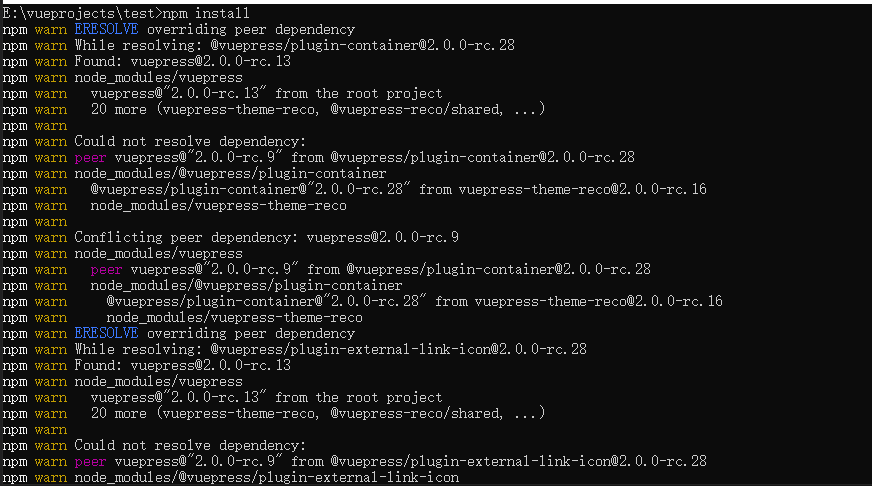 E:\vueprojects\test>npm install
npm warn ERESOLVE overriding peer dependency
npm warn While resolving: @vuepress/plugin-container@2.0.0-rc.28
npm warn Found: vuepress@2.0.0-rc.13
npm warn node_modules/vuepress
npm warn   vuepress@"2.0.0-rc.13" from the root project
npm warn   20 more (vuepress-theme-reco, @vuepress-reco/shared, ...)
npm warn
npm warn Could not resolve dependency:
npm warn peer vuepress@"2.0.0-rc.9" from @vuepress/plugin-container@2.0.0-rc.28
npm warn node_modules/@vuepress/plugin-container
npm warn   @vuepress/plugin-container@"2.0.0-rc.28" from vuepress-theme-reco@2.0.0-rc.16
npm warn   node_modules/vuepress-theme-reco
npm warn
npm warn Conflicting peer dependency: vuepress@2.0.0-rc.9
npm warn node_modules/vuepress
npm warn   peer vuepress@"2.0.0-rc.9" from @vuepress/plugin-container@2.0.0-rc.28
npm warn   node_modules/@vuepress/plugin-container
npm warn     @vuepress/plugin-container@"2.0.0-rc.28" from vuepress-theme-reco@2.0.0-rc.16
npm warn     node_modules/vuepress-theme-reco
npm warn ERESOLVE overriding peer dependency
npm warn While resolving: @vuepress/plugin-external-link-icon@2.0.0-rc.28
npm warn Found: vuepress@2.0.0-rc.13
npm warn node_modules/vuepress
npm warn   vuepress@"2.0.0-rc.13" from the root project
npm warn   20 more (vuepress-theme-reco, @vuepress-reco/shared, ...)
npm warn
npm warn Could not resolve dependency:
npm warn peer vuepress@"2.0.0-rc.9" from @vuepress/plugin-external-link-icon@2.0.0-rc.28
npm warn node_modules/@vuepress/plugin-external-link-icon